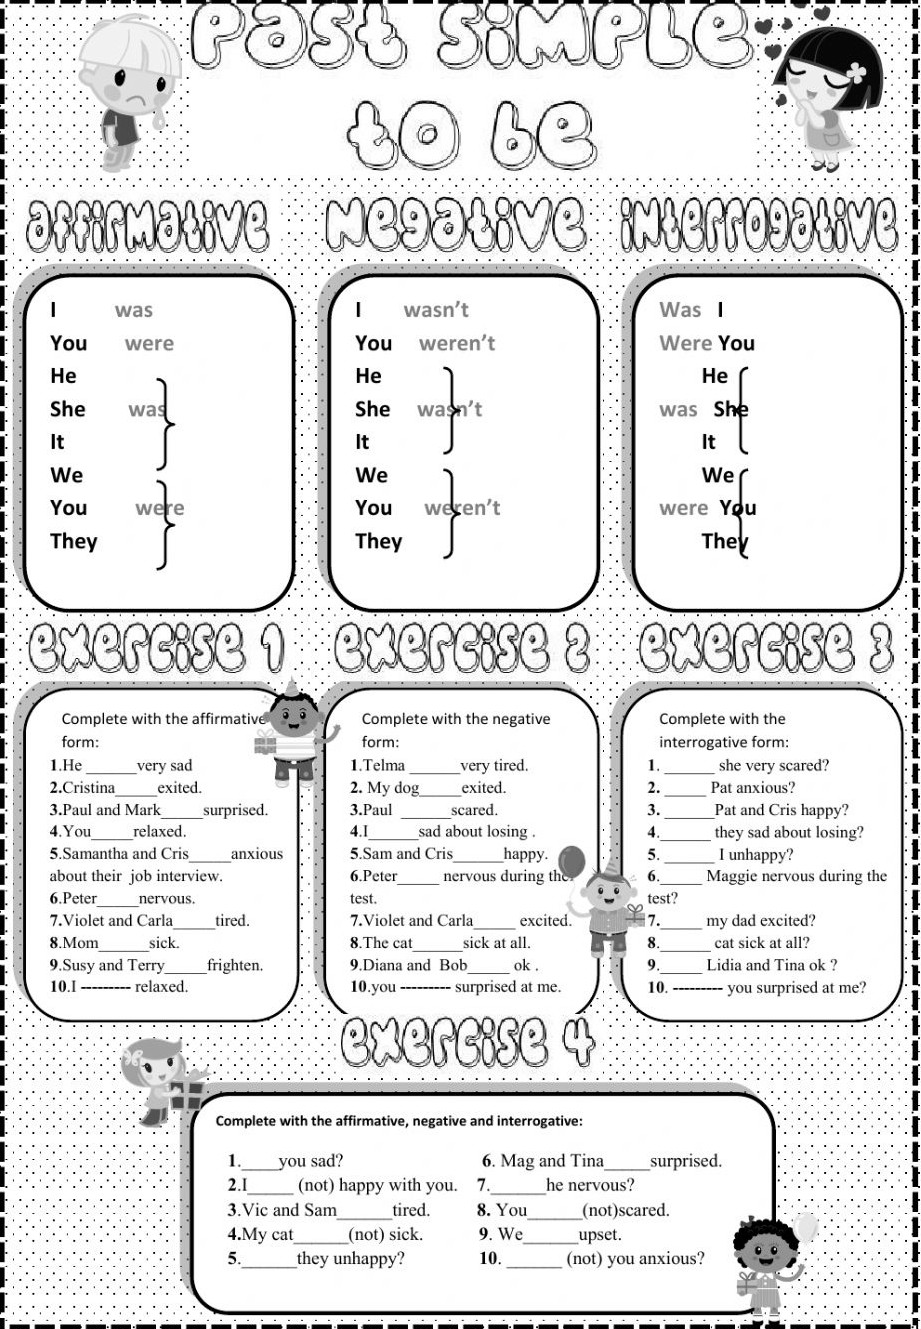 Past Simple
to be
affirmative
Negative
interrogative
I was
You were
He
She was
It
We
You were
They
I wasn't
You weren't
He
She wasn't
It
We
You weren't
They
Was I
Were You
He
was She
It
We
were You
They
exercise 1
Complete with the affirmative
form:
1.He ______very sad
2.Cristina_____exited.
3.Paul and Mark_____surprised.
4.You_____relaxed.
5.Samantha and Cris_____anxious
about their job interview.
6.Peter_____nervous.
7.Violet and Carla_____tired.
8.Mom______sick.
9.Susy and Terry_____frighten.
10.I --------- relaxed.
exercise 2
Complete with the negative
form:
1.Telma ______very tired.
2. My dog_____exited.
3.Paul ______scared.
4.I______sad about losing .
5.Sam and Cris______happy.
6.Peter_____ nervous during the
test.
7.Violet and Carla_____ excited.
8.The cat______sick at all.
9.Diana and Bob_____ ok .
10.you --------- surprised at me.
exercise 3
Complete with the
interrogative form:
1. ______ she very scared?
2. _____ Pat anxious?
3. ______Pat and Cris happy?
4.______ they sad about losing?
5. ______ I unhappy?
6._____ Maggie nervous during the
test?
7._____ my dad excited?
8.______ cat sick at all?
9._____ Lidia and Tina ok ?
10. --------- you surprised at me?
exercise 4
Complete with the affirmative, negative and interrogative:
1.____you sad?
2.I_____ (not) happy with you.
3.Vic and Sam______tired.
4.My cat______(not) sick.
5.______they unhappy?
6. Mag and Tina_____surprised.
7.______he nervous?
8. You______(not)scared.
9. We______upset.
10. ______ (not) you anxious?